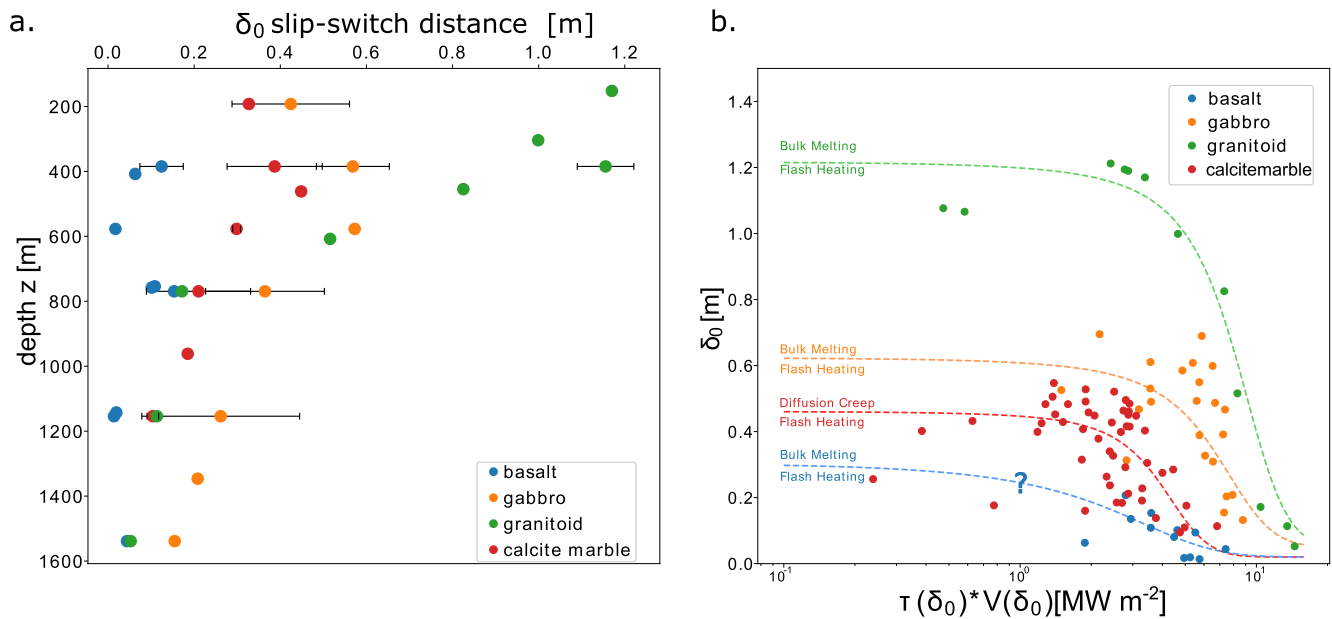 a.
δ0 slip-switch distance [m]
0.0 0.2 0.4 0.6 0.8 1.0 1.2
depth z [m]
200
400
600
800
1000
1200
1400
1600
basalt
gabbro
granitoid
calcite marble
b.
δ0 [m]
1.4
1.2
1.0
0.8
0.6
0.4
0.2
0.0
basalt
gabbro
granitoid
calcitemarble
Bulk Melting
Flash Heating
Bulk Melting
Flash Heating
Diffusion Creep
Flash Heating
Bulk Melting
Flash Heating
?
10-1 100 101
τ (δ0)*V(δ0)[MW m-2]